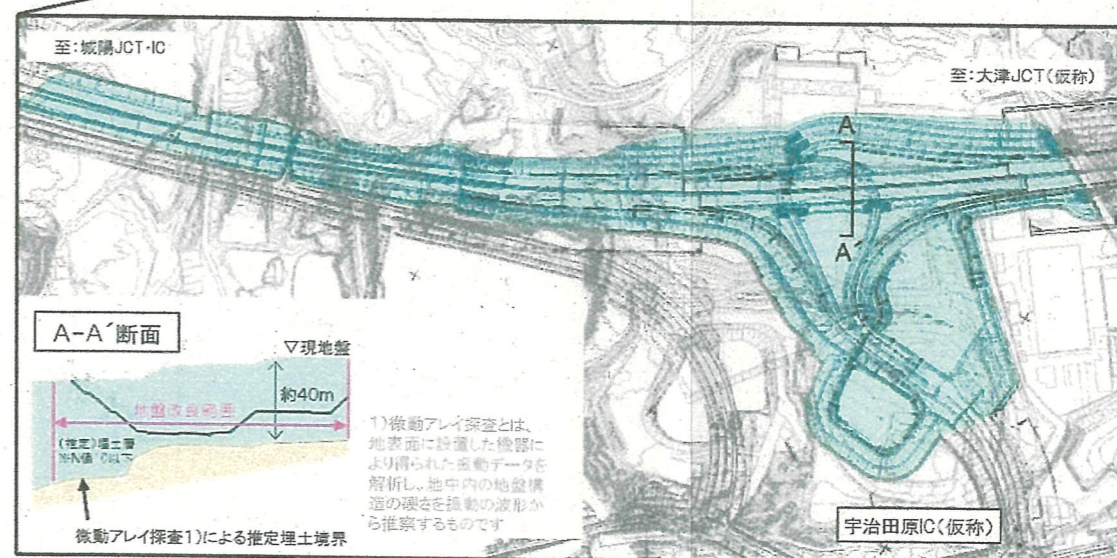 至:城陽JCT・IC
至:大津JCT(仮称)
A
A´
A-A´断面
▽現地盤
約40m
地盤改良範囲
(推定)埋土層
以下
微動アレイ探査1)による推定埋土境界
1)微動アレイ探査とは、
地表面に設置した機器に
より得られた振動データを
解析し、地中内の地盤構
造の硬さを振動の波形か
ら推察するものです
宇治田原IC(仮称)